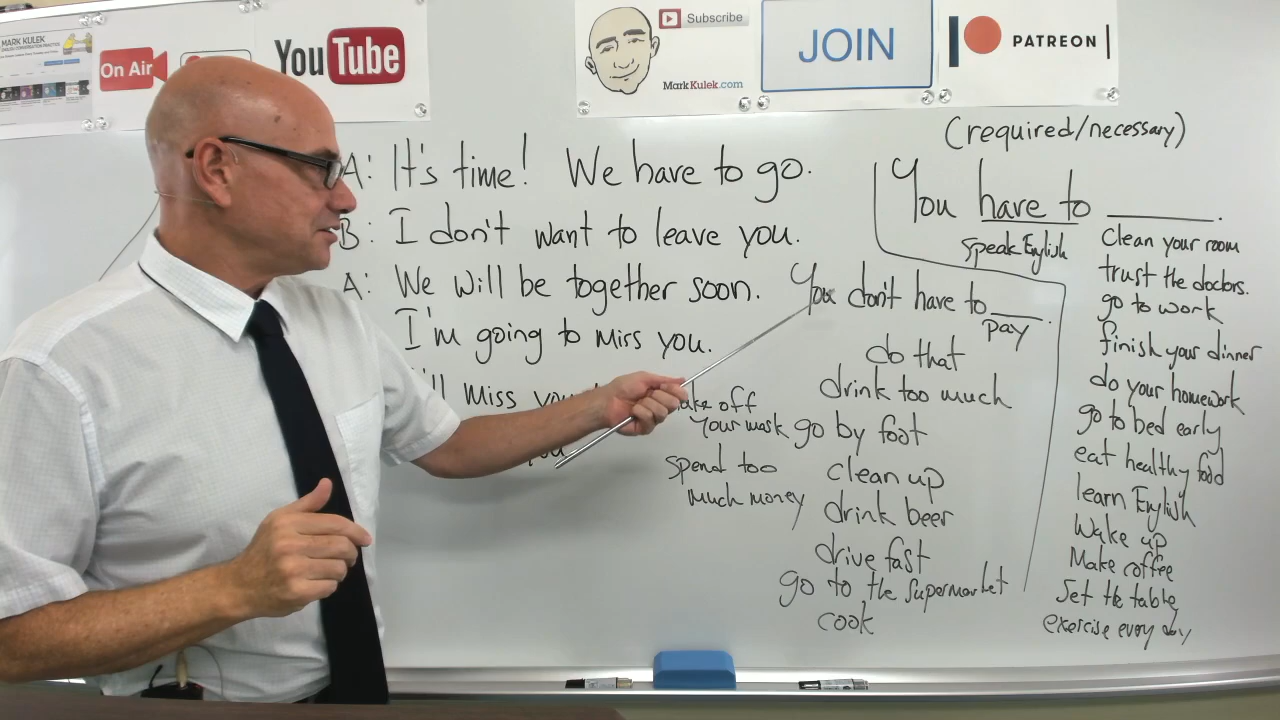 MARK KULEK
On Air
YouTube
Subscribe
MarkKulek.com
JOIN
PATREON
A: It's time! We have to go.
B: I don't want to leave you.
A: We will be together soon.
I'm going to miss you.
miss you
you
(required/necessary)
You have to ______.
Speak English
Clean your room
trust the doctors.
go to work
finish your dinner
do your homework
go to bed early
eat healthy food
learn English
Wake up
Make coffee
Set the table
exercise every day
You don't have to ____.
pay
do that
drink too much
go by foot
clean up
drink beer
drive fast
go to the supermarket
cook
off
your mask
spend too
much money